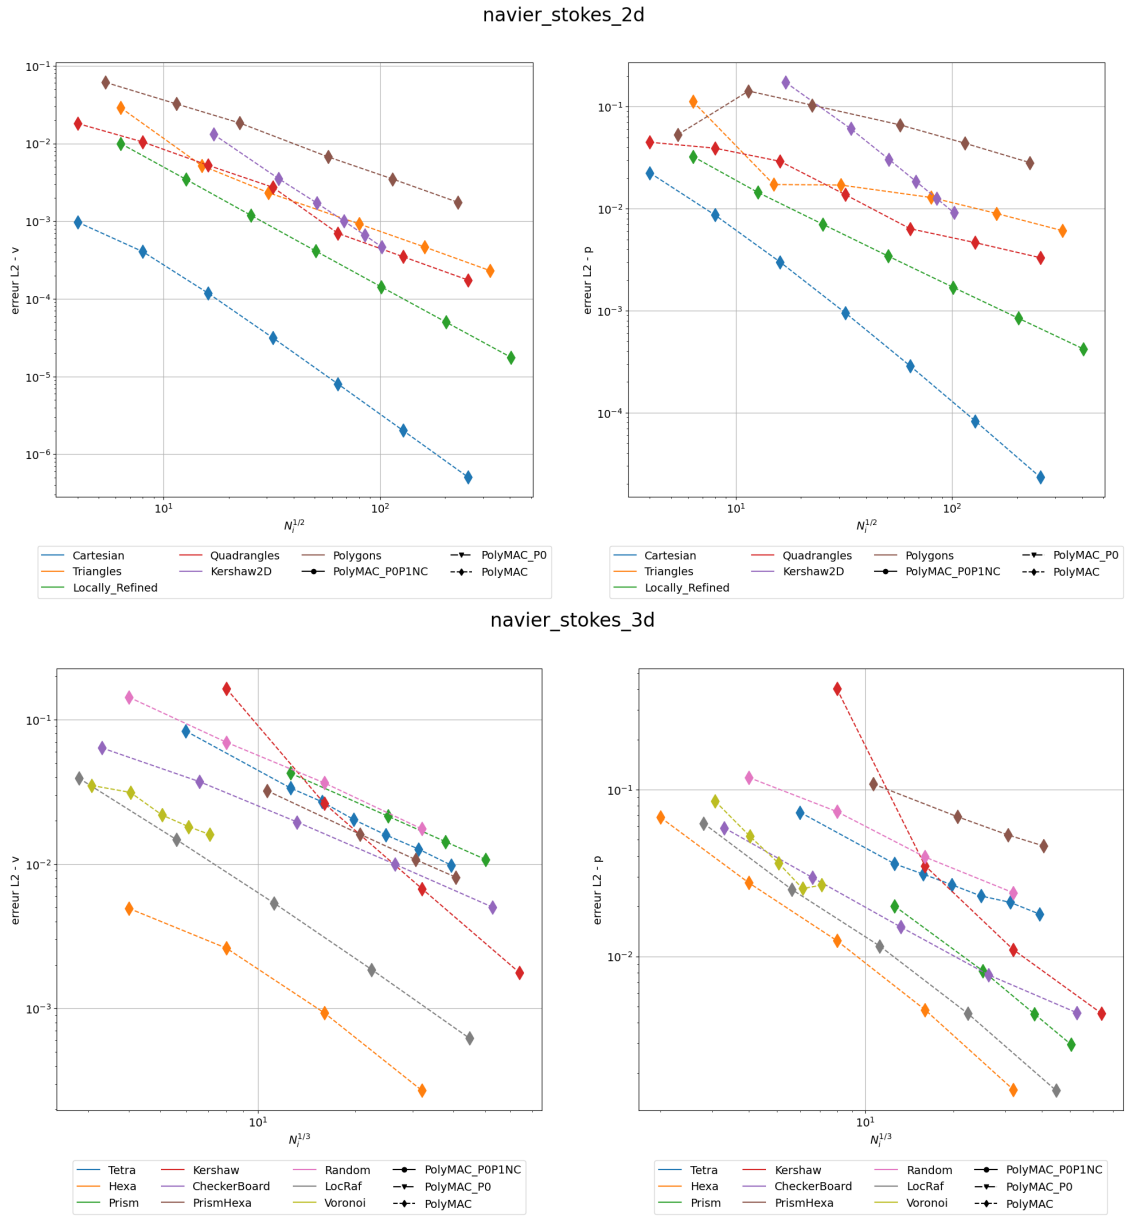 navier_stokes_2d
10⁻¹
10⁻²
10⁻³
10⁻⁴
10⁻⁵
10⁻⁶
erreur L2 - v
10¹
10²
N_i^{1/2}
10⁻¹
10⁻²
10⁻³
10⁻⁴
erreur L2 - p
10¹
10²
N_i^{1/2}
Cartesian Quadrangles Polygons PolyMAC_P0
Triangles Kershaw2D PolyMAC_P0P1NC PolyMAC
Locally_Refined
Cartesian Quadrangles Polygons PolyMAC_P0
Triangles Kershaw2D PolyMAC_P0P1NC PolyMAC
Locally_Refined
navier_stokes_3d
10⁻¹
10⁻²
10⁻³
erreur L2 - v
10¹
N_i^{1/3}
10⁻¹
10⁻²
erreur L2 - p
10¹
N_i^{1/3}
Tetra Kershaw Random PolyMAC_P0P1NC
Hexa CheckerBoard LocRaf PolyMAC_P0
Prism PrismHexa Voronoi PolyMAC
Tetra Kershaw Random PolyMAC_P0P1NC
Hexa CheckerBoard LocRaf PolyMAC_P0
Prism PrismHexa Voronoi PolyMAC